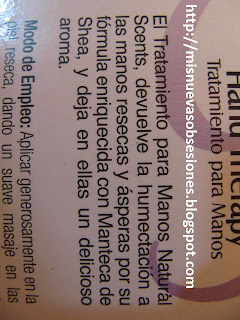 http://misnuevasobsesiones.blogspot.com
Hand Therapy
Tratamiento para Manos
El Tratamiento para Manos Natural
Scents, devuelve la humectación a
las manos resecas y ásperas por su
fórmula enriquecida con Manteca de
Shea, y deja en ellas un delicioso
aroma.
Modo de Empleo: Aplicar generosamente en la
piel reseca, dando un suave masaje en las